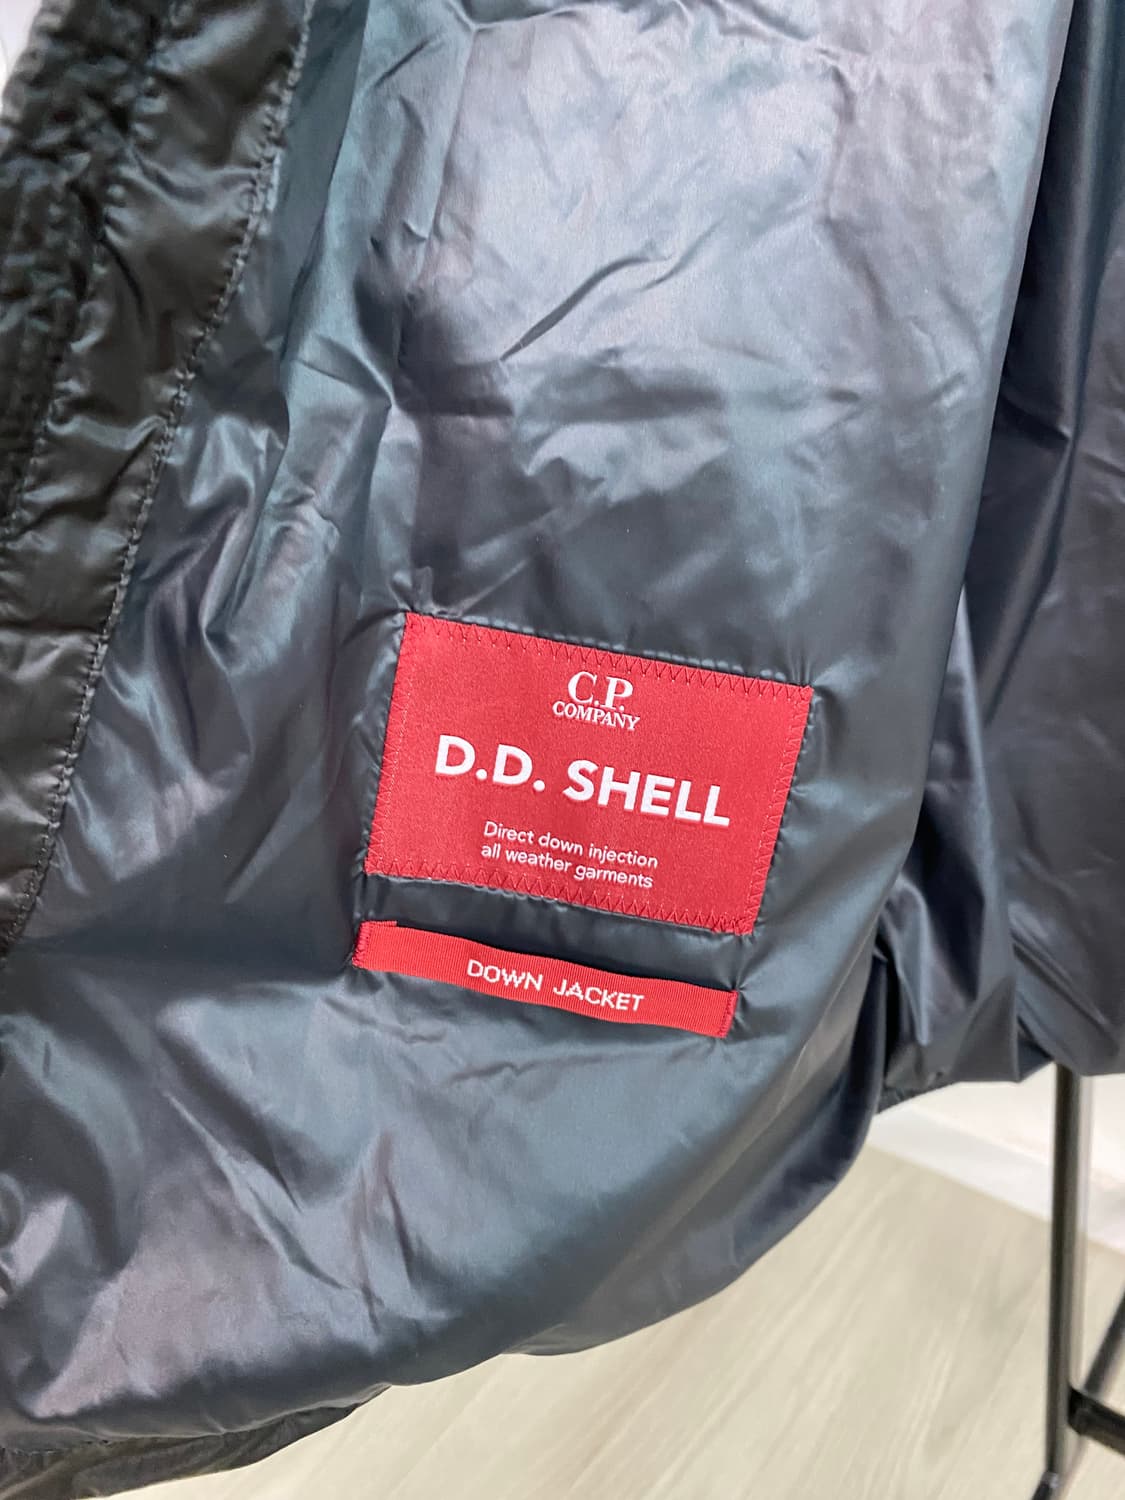 C.P.
COMPANY
D.D. SHELL
Direct down injection
all weather garments
DOWN JACKET